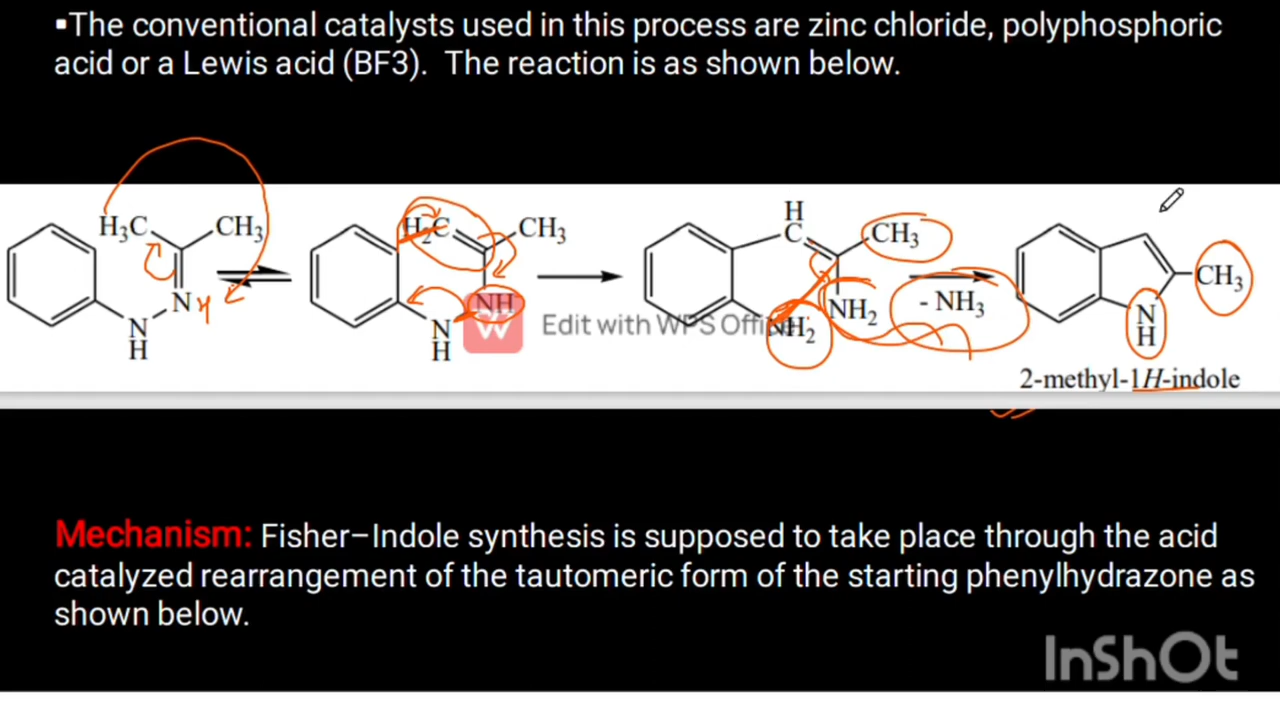 ▪The conventional catalysts used in this process are zinc chloride, polyphosphoric
acid or a Lewis acid (BF3).  The reaction is as shown below.
H
H3C
CH3
H2C
CH3
C
CH3
CH3
N
NH
NH2
- NH3
N
H
N
H
Edit with WPS Office
NH2
N
H
2-methyl-1H-indole
Mechanism: Fisher–Indole synthesis is supposed to take place through the acid
catalyzed rearrangement of the tautomeric form of the starting phenylhydrazone as
shown below.
InShOt